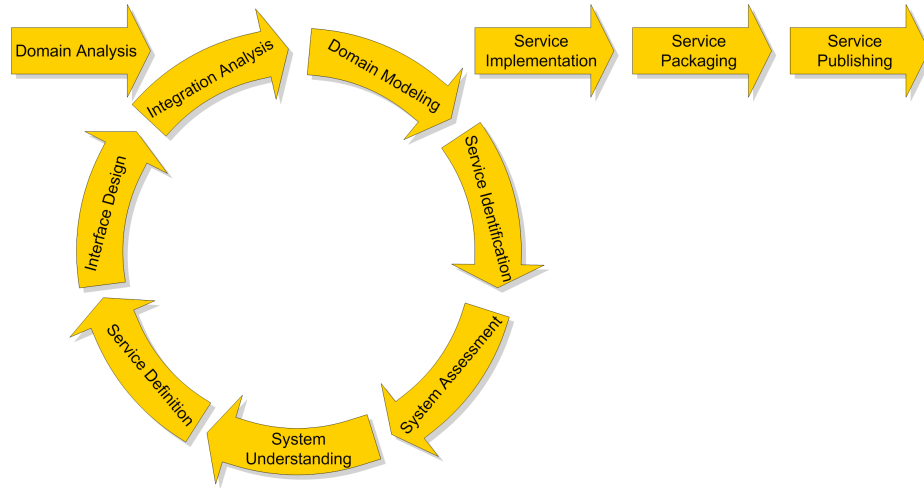 Domain Analysis
Integration Analysis
Domain Modeling
Service
Implementation
Service
Packaging
Service
Publishing
Service Identification
System Assessment
System
Understanding
Service Definition
Interface Design